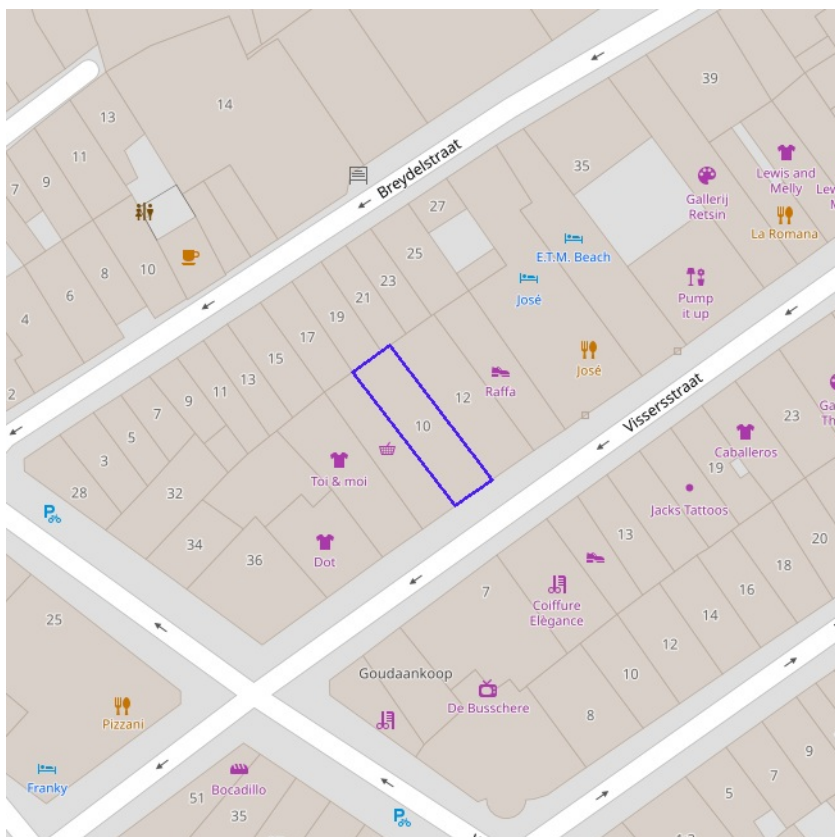 39
14
13
11
7
9
35
Lewis and
Melly
Gallerij
Retsin
La Romana
Breydelstraat
27
25
23
21
19
17
15
13
11
9
7
5
3
28
10
8
6
4
2
E.T.M. Beach
José
Pump
it up
José
Raffa
12
10
Toi & moi
Dot
32
34
36
P
Vissersstraat
23
Caballeros
19
Jacks Tattoos
13
20
18
16
14
12
10
8
7
Coiffure
Elègance
Goudaankoop
De Busschere
25
Pizzani
Franky
Bocadillo
51
35
P
9
7
5